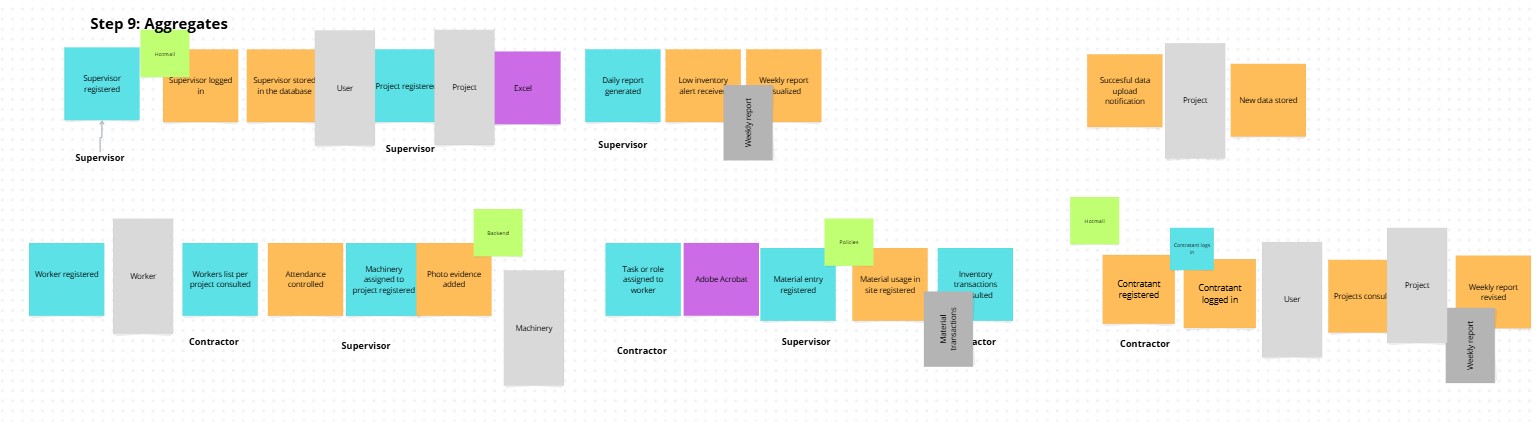 Step 9: Aggregates
Hotmail
Supervisor
registered
Supervisor logged
in
Supervisor stored
in the database
User
Project registered
Project
Excel
Supervisor
Supervisor
Daily report
generated
Low inventory
alert receive
Weekly report
sualized
Weekly report
Supervisor
Succesful data
upload
notification
Project
New data stored
Worker registered
Worker
Workers list per
project consulted
Contractor
Attendance
controlled
Machinery
assigned to
project registered
Photo evidence
added
Backend
Supervisor
Machinery
Task or role
assigned to
worker
Adobe Acrobat
Contractor
Material entry
registered
Policies
Material usage in
site registered
Supervisor
Inventory
transactions
sulted
Material
transactions
actor
Hotmail
Contratant logs
in
Contratant
registered
Contratant
logged in
Contractor
User
Projects consul
Project
Weekly report
revised
Weekly report